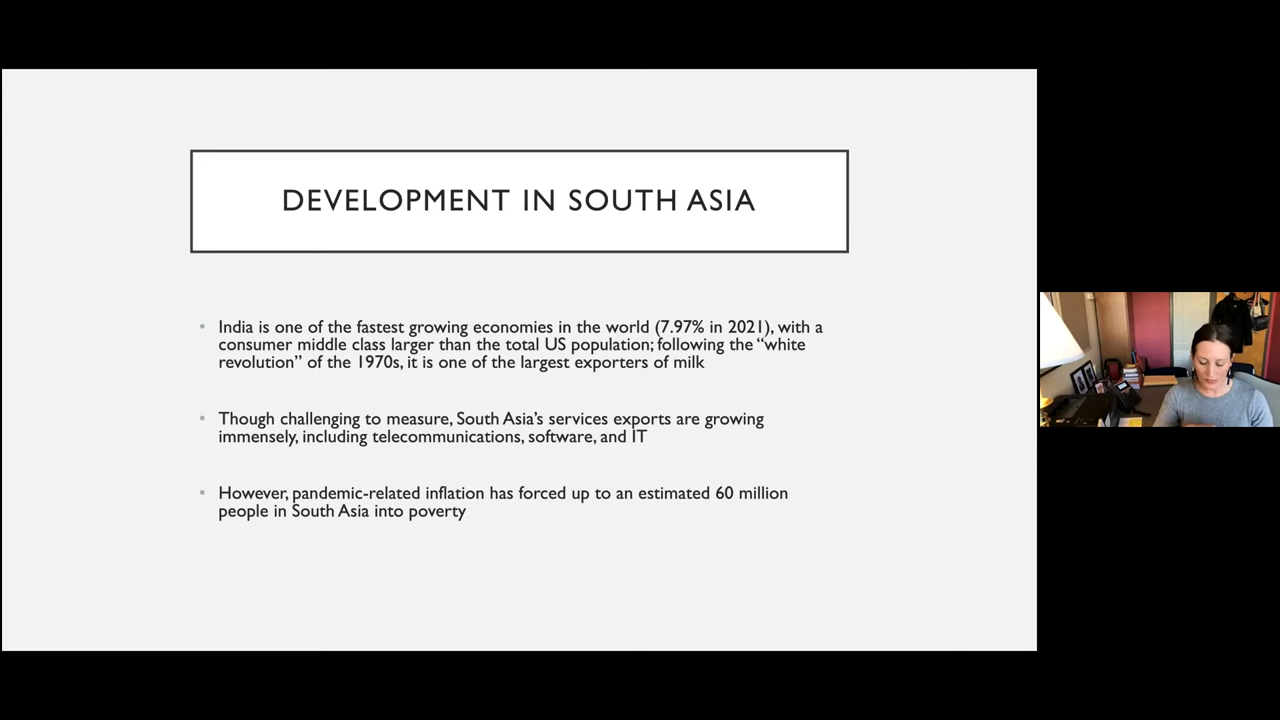 DEVELOPMENT IN SOUTH ASIA
• India is one of the fastest growing economies in the world (7.97% in 2021), with a
consumer middle class larger than the total US population; following the “white
revolution” of the 1970s, it is one of the largest exporters of milk
• Though challenging to measure, South Asia’s services exports are growing
immensely, including telecommunications, software, and IT
• However, pandemic-related inflation has forced up to an estimated 60 million
people in South Asia into poverty